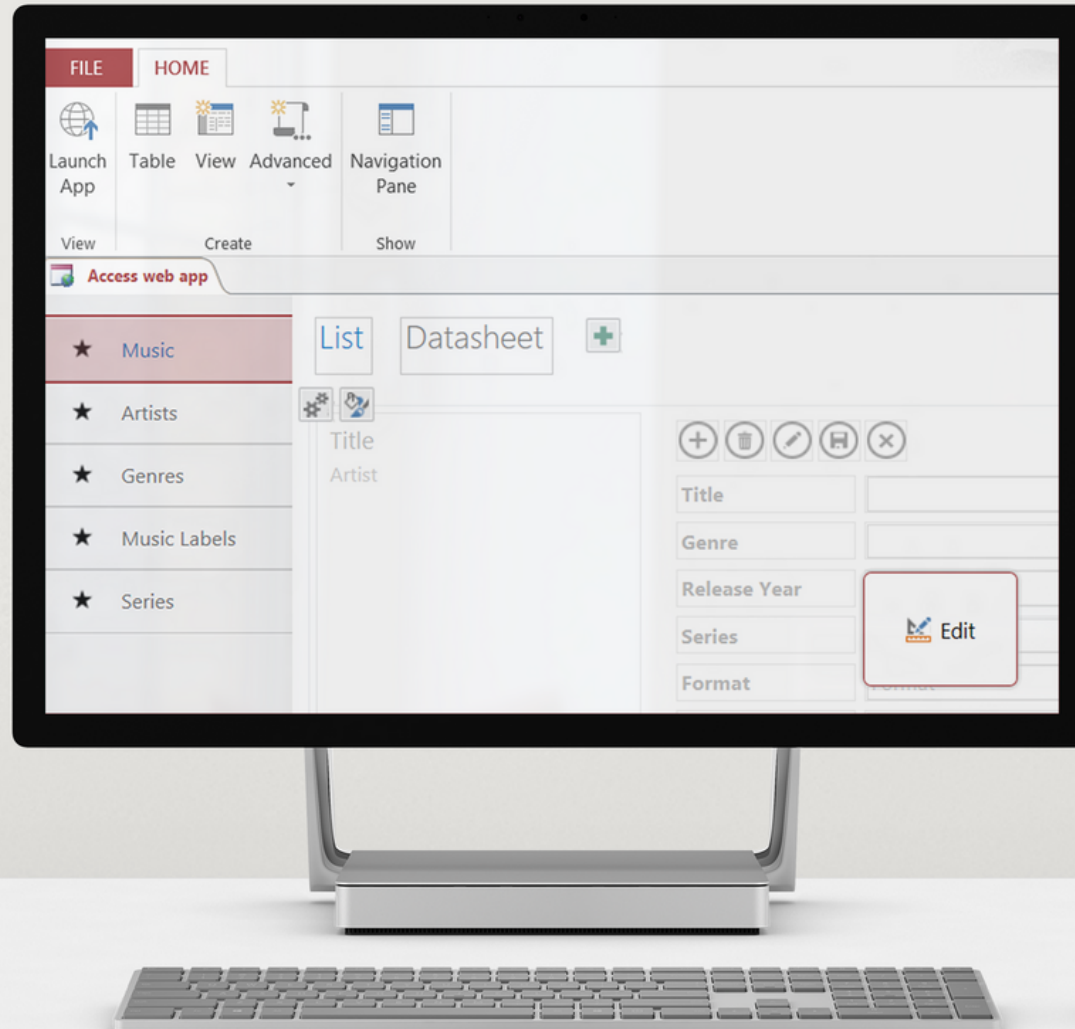 FILE HOME
Launch App
Table
View
Advanced
Navigation Pane
View
Create
Show
Access web app
Music
Artists
Genres
Music Labels
Series
List
Datasheet
Title
Artist
Title
Genre
Release Year
Series
Format
Edit